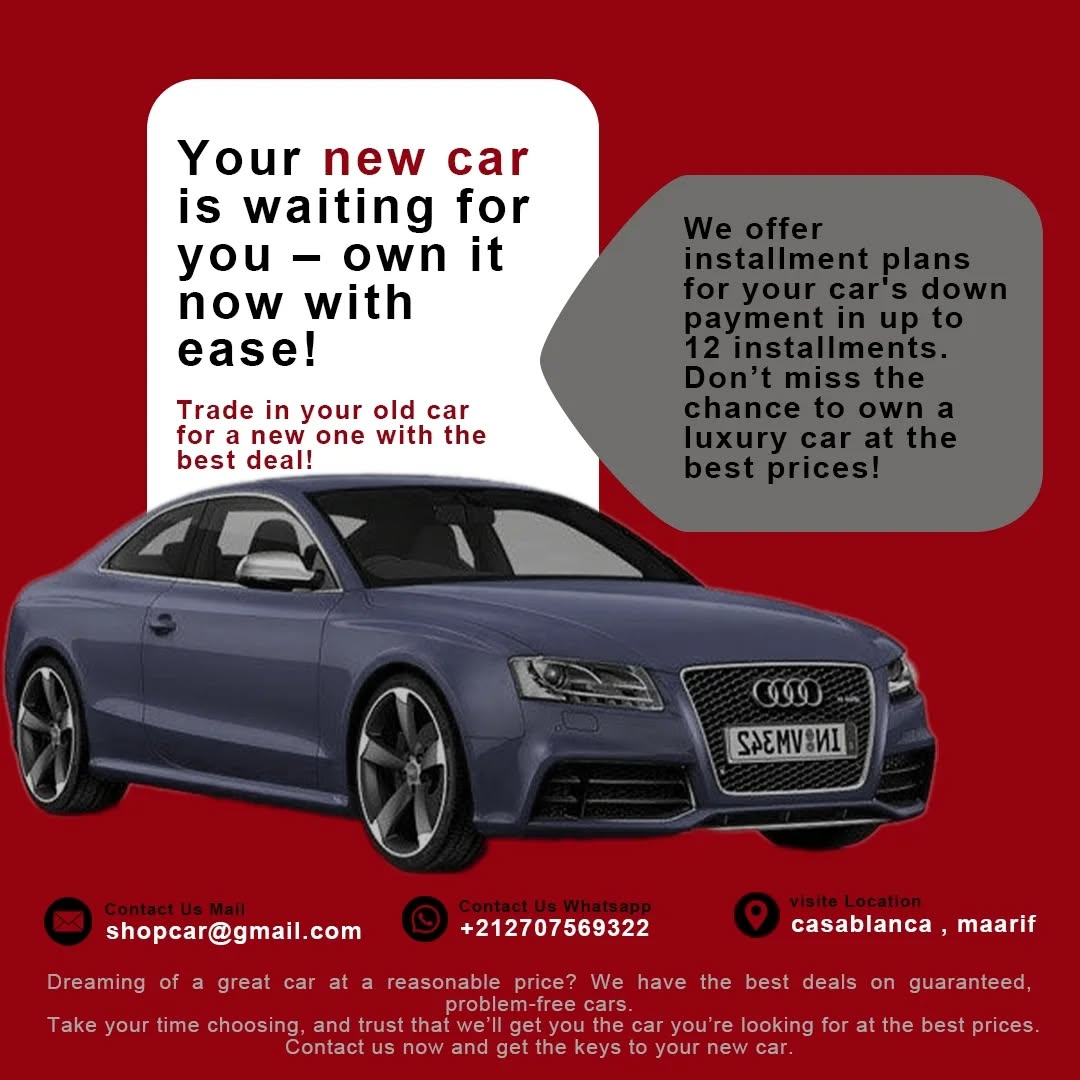 Your new car
is waiting for
you – own it
now with
ease!
Trade in your old car
for a new one with the
best deal!
We offer
installment plans
for your car's down
payment in up to
12 installments.
Don’t miss the
chance to own a
luxury car at the
best prices!
IN VM342
Contact Us Mail
shopcar@gmail.com
Contact Us Whatsapp
+212707569322
visite Location
casablanca , maarif
Dreaming of a great car at a reasonable price? We have the best deals on guaranteed,
problem-free cars.
Take your time choosing, and trust that we’ll get you the car you’re looking for at the best prices.
Contact us now and get the keys to your new car.